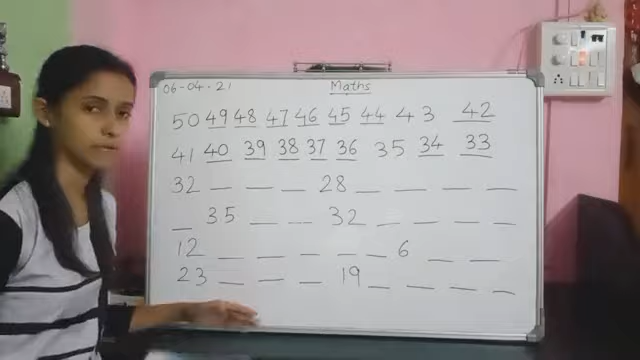 06-04-21 Maths
50 49 48 47 46 45 44 43 42
41 40 39 38 37 36 35 34 33
32 _ _ _ 28 _ _ _ _
_ 35 _ _ 32 _ _ _ _
12 _ _ _ _ _ 6 _ _
23 _ _ _ 19 _ _ _ _